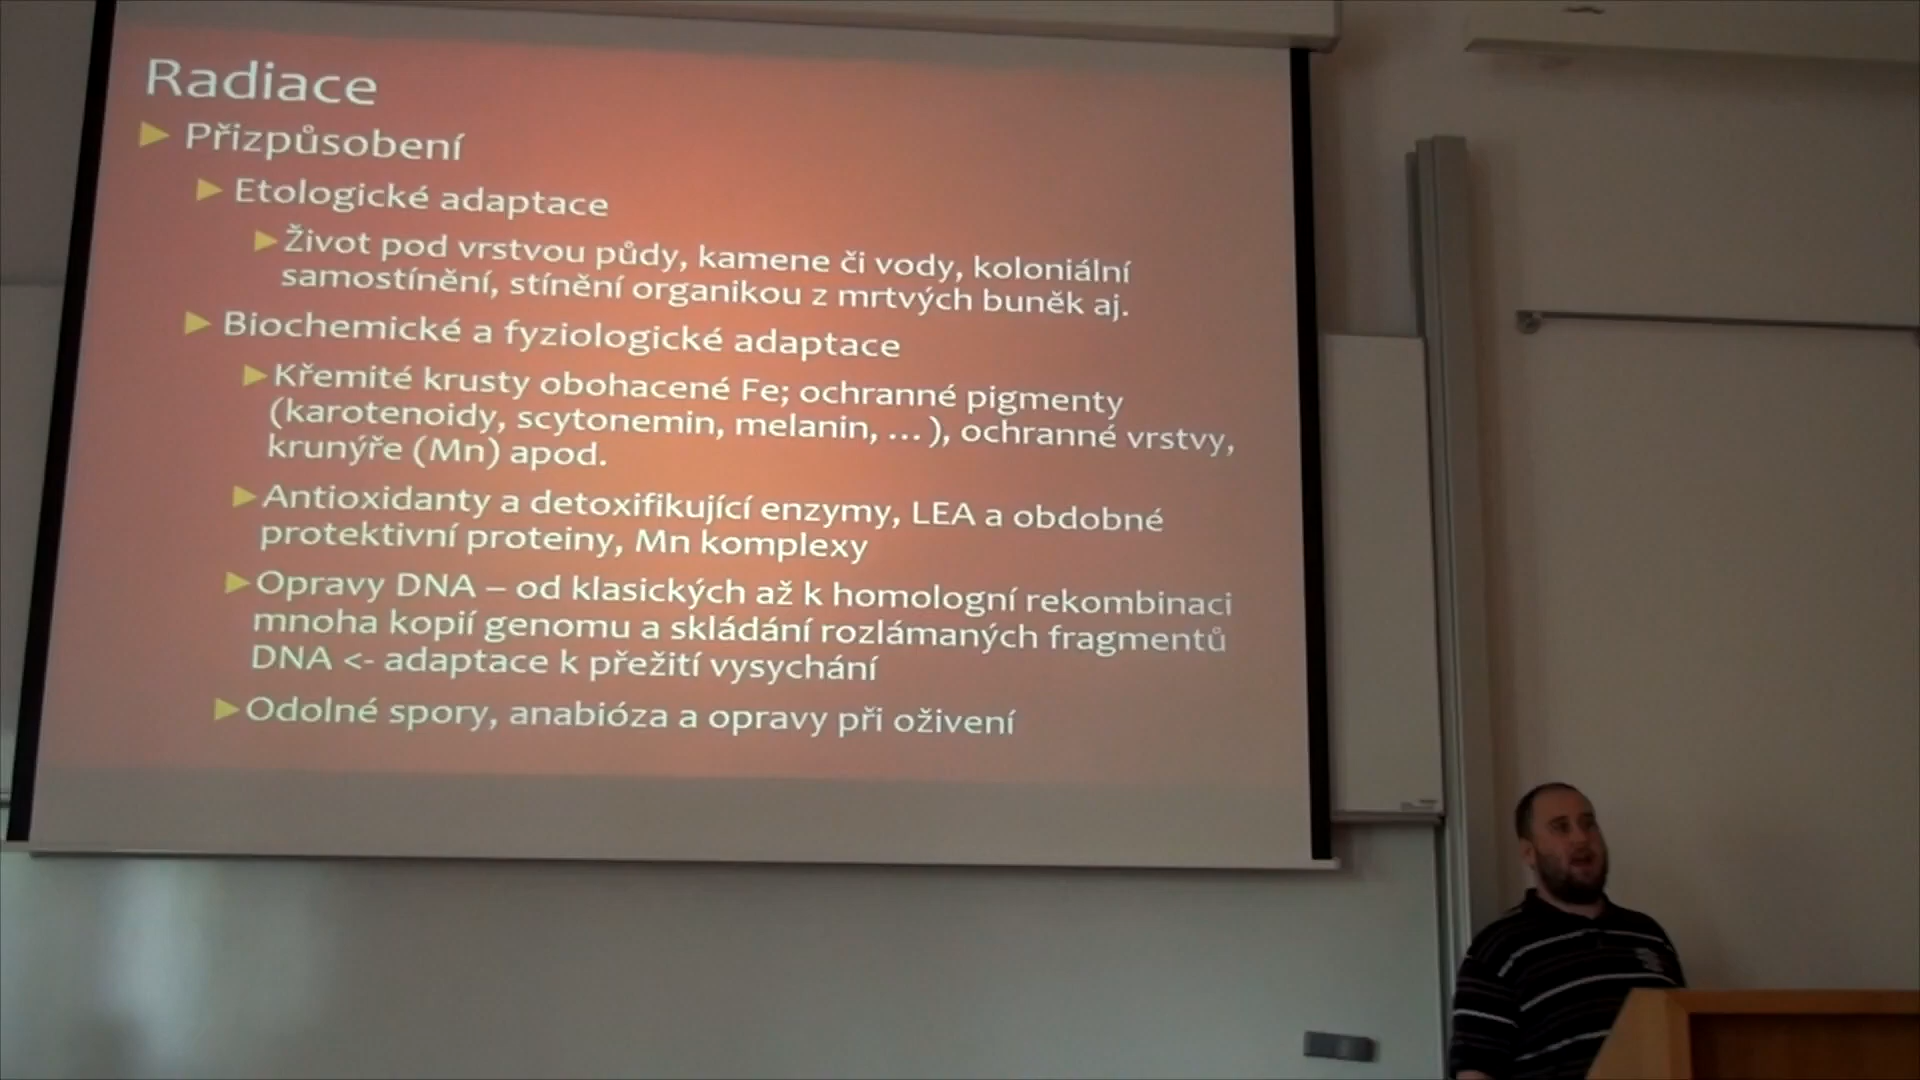 Radiace
Přizpůsobení
Etologické adaptace
Život pod vrstvou půdy, kamene či vody, koloniální
samostínění, stínění organikou z mrtvých buněk aj.
Biochemické a fyziologické adaptace
Křemité krusty obohacené Fe; ochranné pigmenty
(karotenoidy, scytonemin, melanin, ... ), ochranné vrstvy,
krunýře (Mn) apod.
Antioxidanty a detoxifikující enzymy, LEA a obdobné
protektivní proteiny, Mn komplexy
Opravy DNA – od klasických až k homologní rekombinaci
mnoha kopií genomu a skládání rozlámaných fragmentů
DNA <- adaptace k přežití vysychání
Odolné spory, anabióza a opravy při oživení